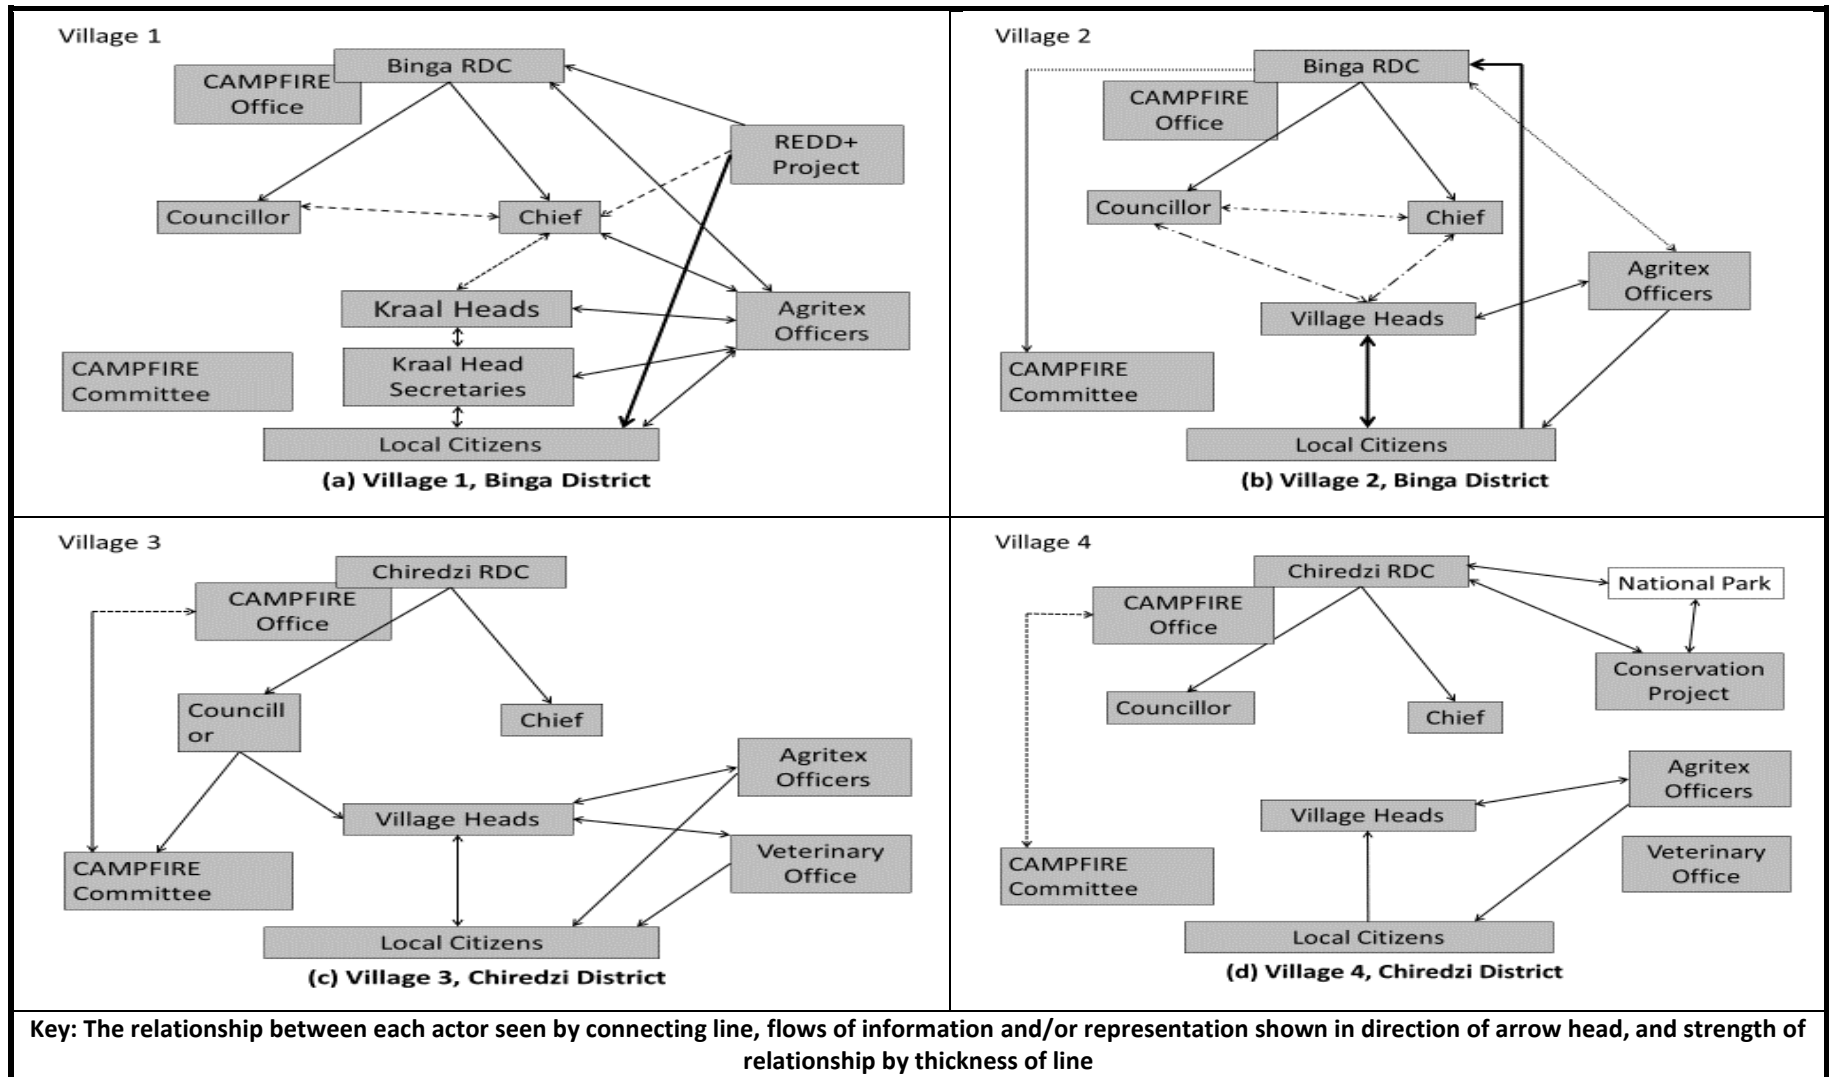 Village 1
Binga RDC
CAMPFIRE
Office
REDD+
Project
Councillor
Chief
Kraal Heads
Agritex
Officers
Kraal Head
Secretaries
CAMPFIRE
Committee
Local Citizens
(a) Village 1, Binga District
Village 2
Binga RDC
CAMPFIRE
Office
Councillor
Chief
Agritex
Officers
Village Heads
CAMPFIRE
Committee
Local Citizens
(b) Village 2, Binga District
Village 3
Chiredzi RDC
CAMPFIRE
Office
Councill
or
Chief
Agritex
Officers
Village Heads
Veterinary
Office
CAMPFIRE
Committee
Local Citizens
(c) Village 3, Chiredzi District
Village 4
Chiredzi RDC
National Park
CAMPFIRE
Office
Conservation
Project
Councillor
Chief
Agritex
Officers
Village Heads
Veterinary
Office
CAMPFIRE
Committee
Local Citizens
(d) Village 4, Chiredzi District
Key: The relationship between each actor seen by connecting line, flows of information and/or representation shown in direction of arrow head, and strength of
relationship by thickness of line